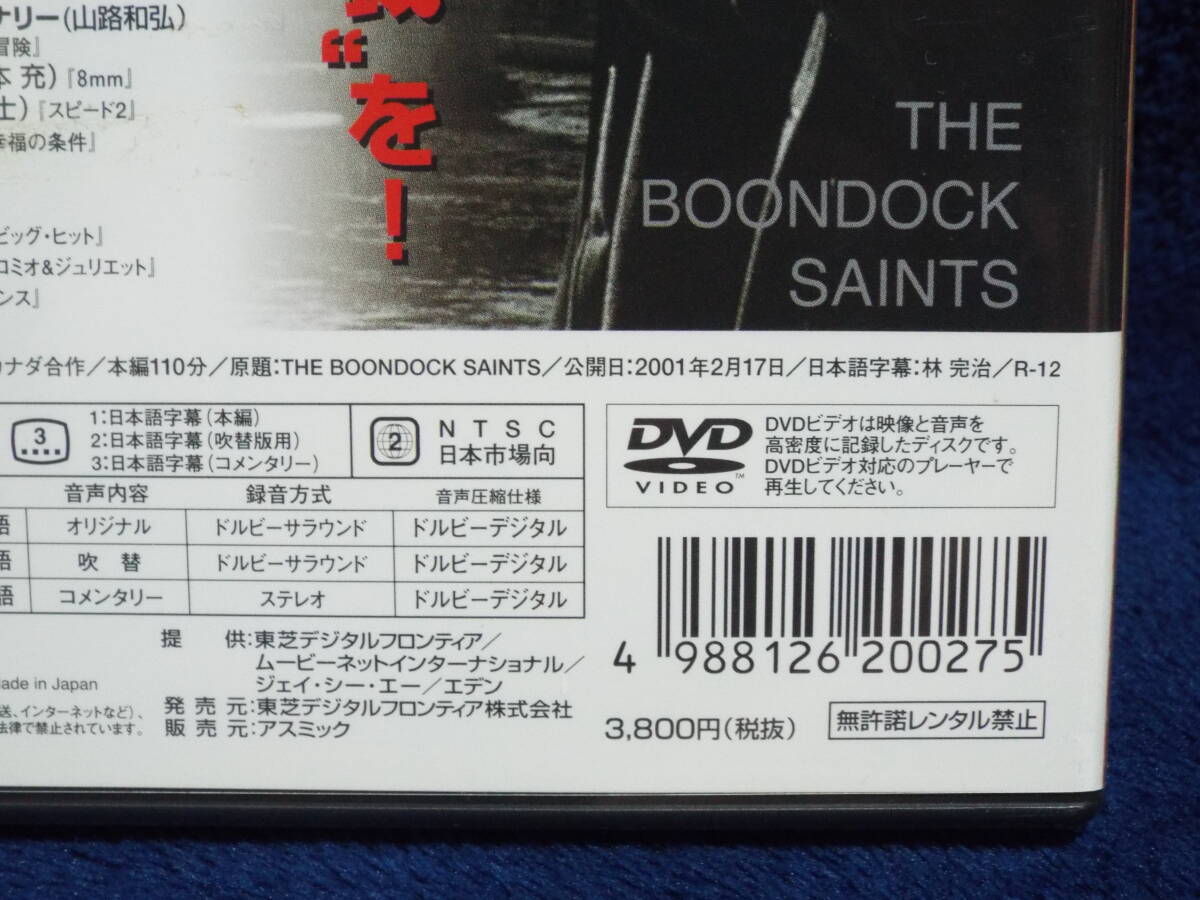 ナリー(山路和弘)
冒険』
本 充)『8mm』
士)『スピード2』
幸福の条件』
ビッグ・ヒット』
コミオ&ジュリエット』
ンス』
“を!
THE
BOONDOCK
SAINTS
ナダ合作/本編110分/原題:THE BOONDOCK SAINTS/公開日:2001年2月17日/日本語字幕:林 完治/R-12
3
1:日本語字幕(本編)
2:日本語字幕(吹替版用)
3:日本語字幕(コメンタリー)
2
NTSC
日本市場向
音声内容 録音方式 音声圧縮仕様
語 オリジナル ドルビーサラウンド ドルビーデジタル
語 吹 替 ドルビーサラウンド ドルビーデジタル
語 コメンタリー ステレオ ドルビーデジタル
DVD
VIDEO
TM
DVDビデオは映像と音声を
高密度に記録したディスクです。
DVDビデオ対応のプレーヤーで
再生してください。
提 供:東芝デジタルフロンティア/
ムービーネットインターナショナル/
ジェイ・シー・エー/エデン
発 売 元:東芝デジタルフロンティア株式会社
販 売 元:アスミック
Made in Japan
送、インターネットなど)、
法律で禁止されています。
4 988126 200275
3,800円(税抜)
無許諾レンタル禁止